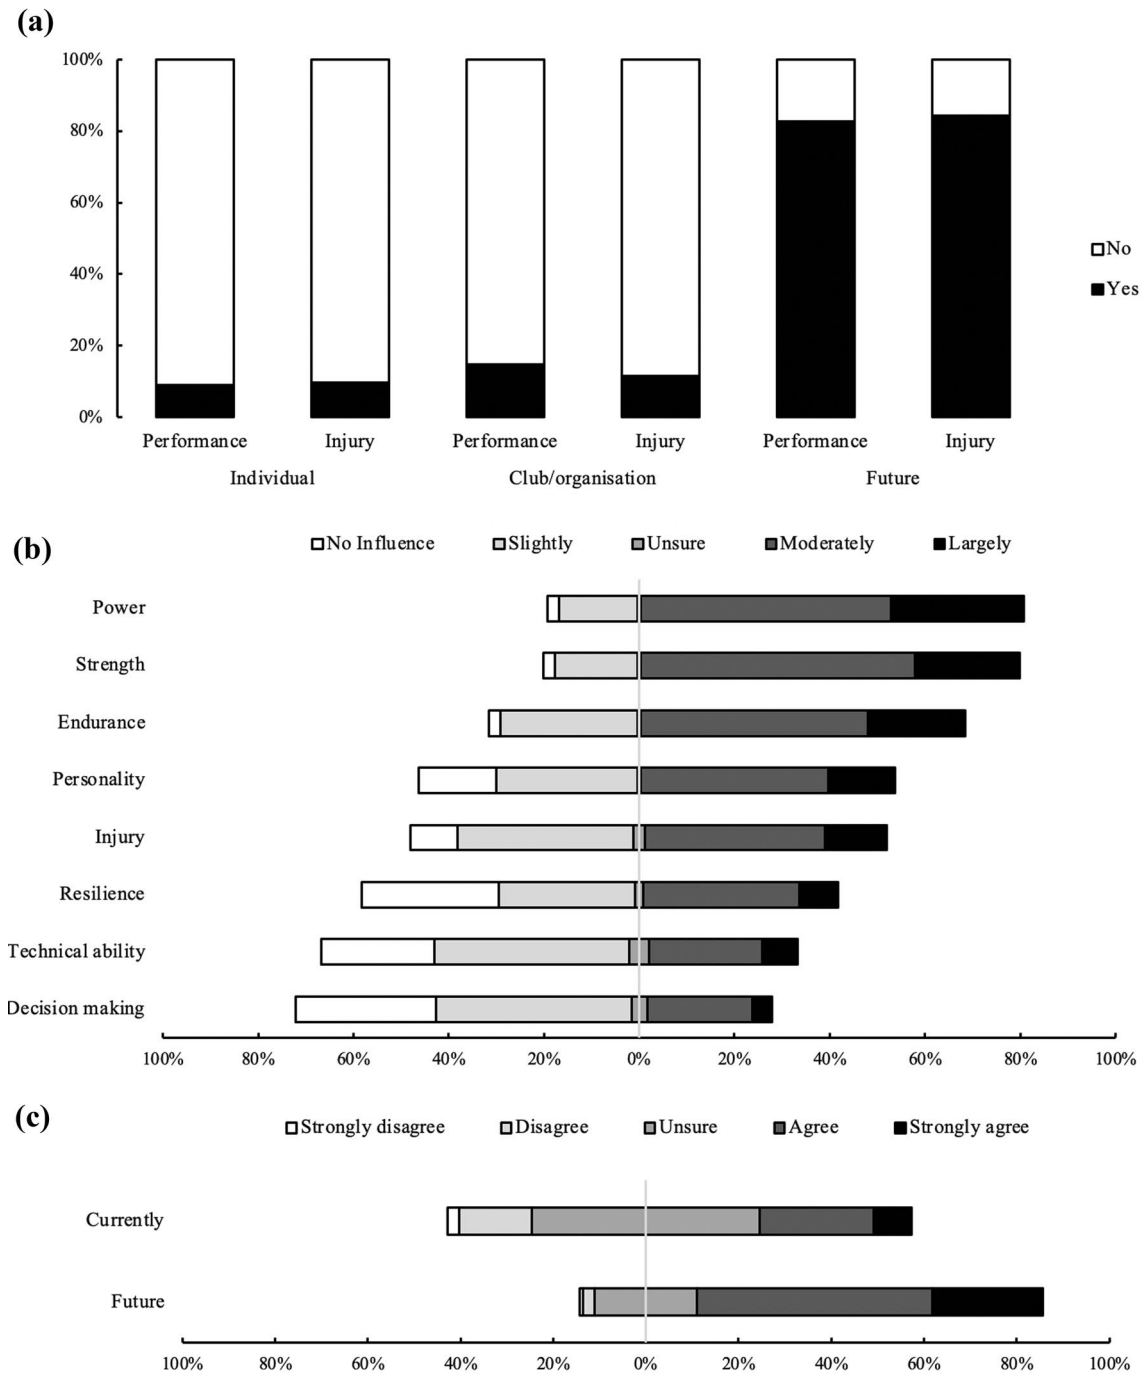 (a)
100%
80%
60%
40%
20%
0%
No
Yes
Performance Injury Performance Injury Performance Injury
Individual Club/organisation Future
(b)
No Influence Slightly Unsure Moderately Largely
Power
Strength
Endurance
Personality
Injury
Resilience
Technical ability
Decision making
100% 80% 60% 40% 20% 0% 20% 40% 60% 80% 100%
(c)
Strongly disagree Disagree Unsure Agree Strongly agree
Currently
Future
100% 80% 60% 40% 20% 0% 20% 40% 60% 80% 100%